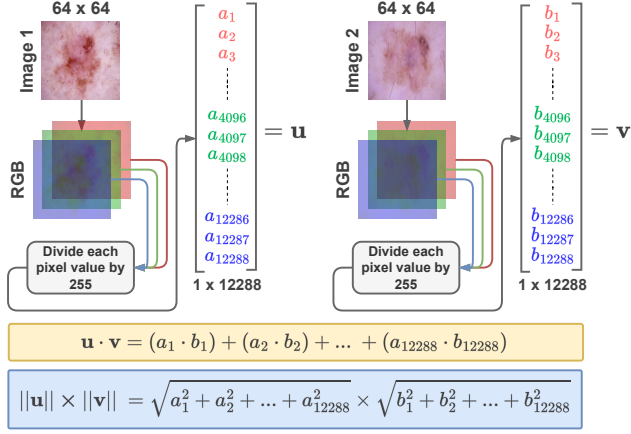 64 x 64
Image 1
RGB
Divide each
pixel value by
255
a₁
a₂
a₃
a₄₀₉₆
a₄₀₉₇
a₄₀₉₈
a₁₂₂₈₆
a₁₂₂₈₇
a₁₂₂₈₈
= u
1 x 12288
64 x 64
Image 2
RGB
Divide each
pixel value by
255
b₁
b₂
b₃
b₄₀₉₆
b₄₀₉₇
b₄₀₉₈
b₁₂₂₈₆
b₁₂₂₈₇
b₁₂₂₈₈
= v
1 x 12288
u · v = (a₁ · b₁) + (a₂ · b₂) + ... + (a₁₂₂₈₈ · b₁₂₂₈₈)
||u|| × ||v|| = √(a₁² + a₂² + ... + a₁₂₂₈₈²) × √(b₁² + b₂² + ... + b₁₂₂₈₈²)